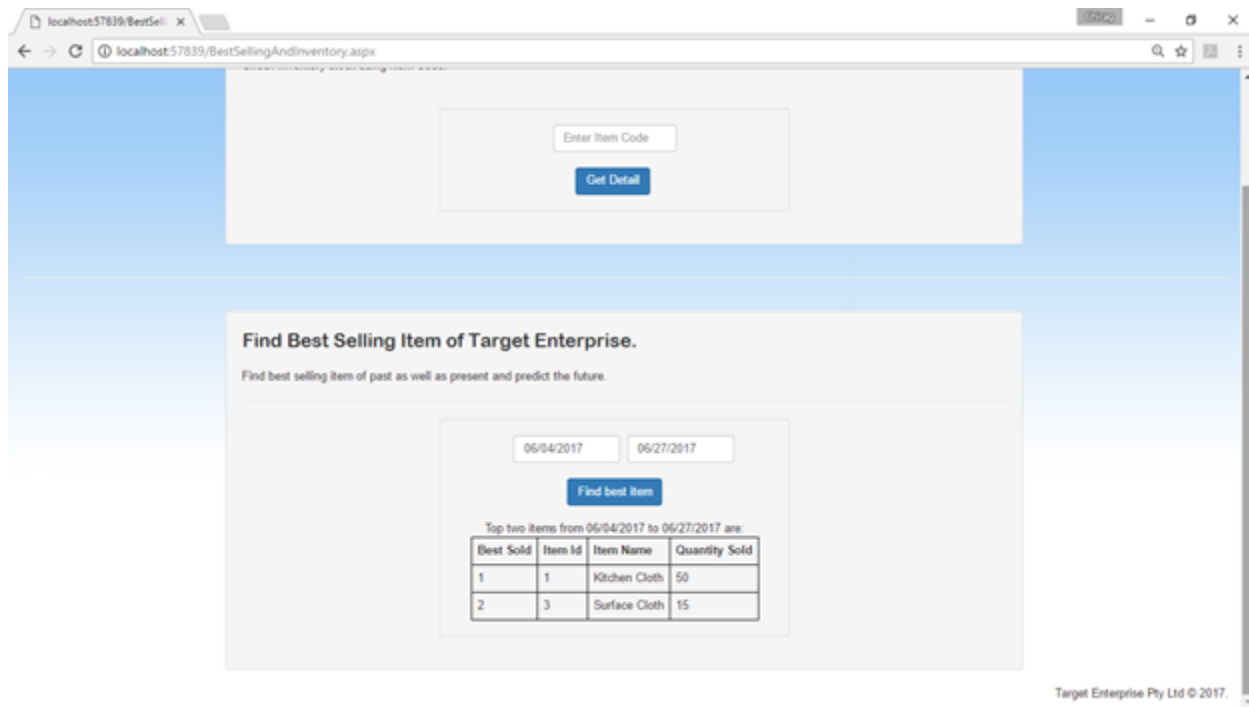 localhost:57839/BestSelli
Chirag
localhost:57839/BestSellingAndInventory.aspx
Enter Item Code
Get Detail
Find Best Selling Item of Target Enterprise.
Find best selling item of past as well as present and predict the future.
06/04/2017 06/27/2017
Find best item
Top two items from 06/04/2017 to 06/27/2017 are:
Best Sold Item Id Item Name Quantity Sold
1 1 Kitchen Cloth 50
2 3 Surface Cloth 15
Target Enterprise Pty Ltd © 2017.